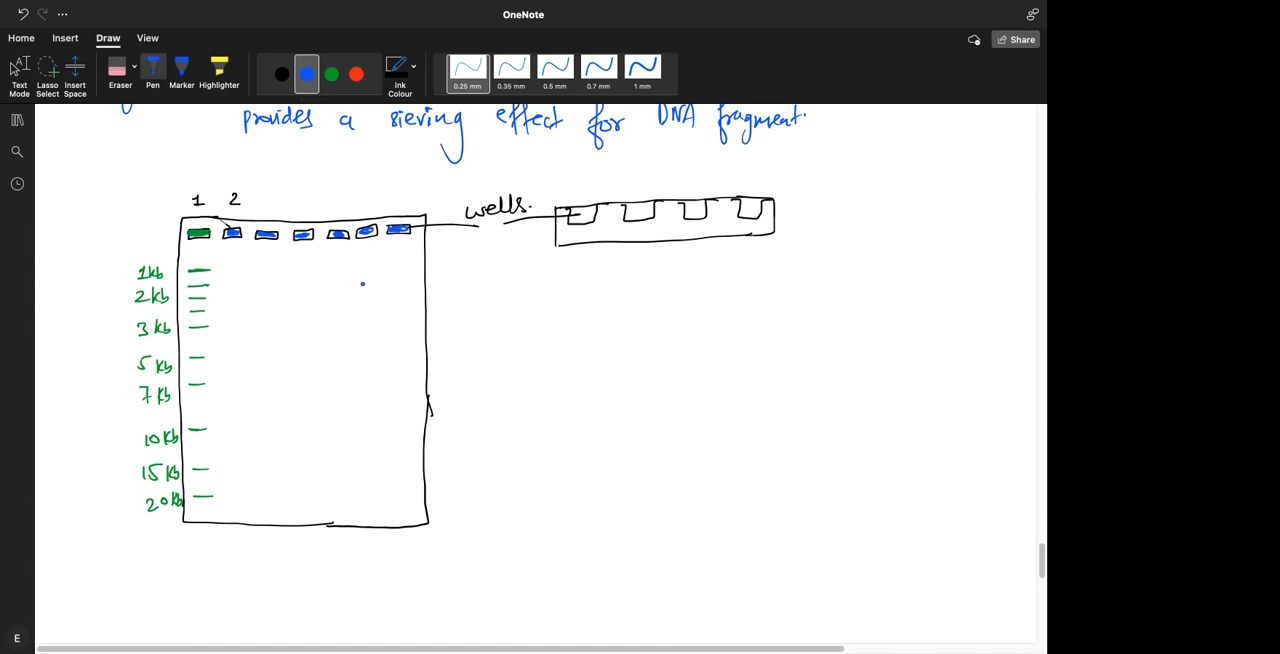 OneNote
Home Insert Draw View
Share
Text Mode
Lasso Select
Insert Space
Eraser
Pen
Marker
Highlighter
Ink Colour
0.25 mm
0.35 mm
0.5 mm
0.7 mm
1 mm
provides a sieving effect for DNA fragment.
1 2
wells.
1kb
2kb
3kb
5kb
7kb
10kb
15kb
20kb
E